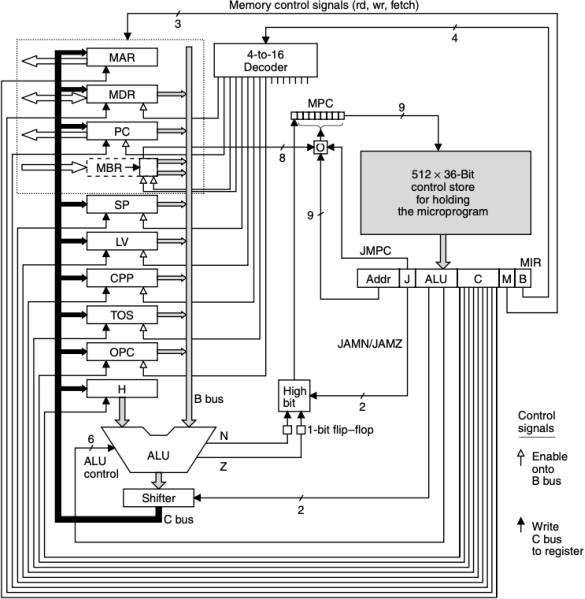 Memory control signals (rd, wr, fetch)
3
4
MAR
4-to-16
Decoder
MDR
MPC
9
PC
O
8
MBR
512 × 36-Bit
control store
for holding
the microprogram
SP
9
LV
JMPC
MIR
Addr J ALU C M B
CPP
TOS
JAMN/JAMZ
OPC
H
B bus
High
bit
2
Control
signals
1-bit flip–flop
N
6
ALU
ALU
control
Z
Enable
onto
B bus
Shifter
2
C bus
Write
C bus
to register